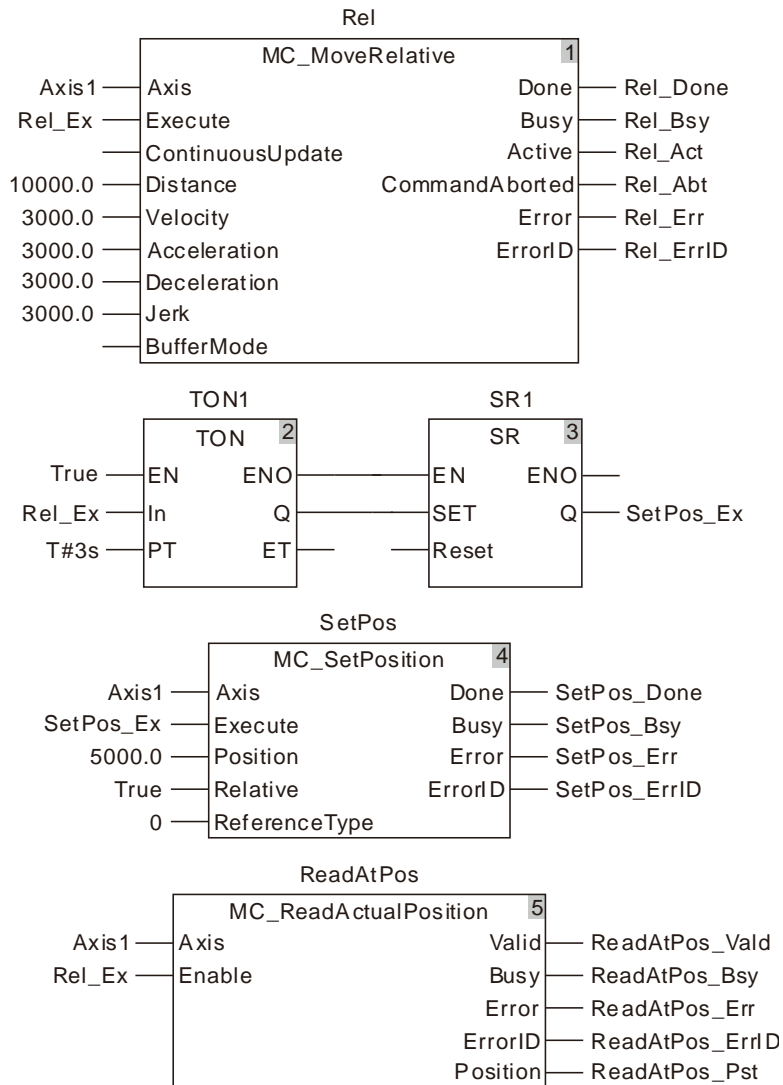 Rel
MC_MoveRelative 1
Axis1 Axis Done Rel_Done
Rel_Ex Execute Busy Rel_Bsy
ContinuousUpdate Active Rel_Act
10000.0 Distance CommandAborted Rel_Abt
3000.0 Velocity Error Rel_Err
3000.0 Acceleration ErrorID Rel_ErrID
3000.0 Deceleration
3000.0 Jerk
BufferMode
TON1 SR1
TON 2 SR 3
True EN ENO EN ENO
Rel_Ex In Q SET Q SetPos_Ex
T#3s PT ET Reset
SetPos
MC_SetPosition 4
Axis1 Axis Done SetPos_Done
SetPos_Ex Execute Busy SetPos_Bsy
5000.0 Position Error SetPos_Err
True Relative ErrorID SetPos_ErrID
0 ReferenceType
ReadAtPos
MC_ReadActualPosition 5
Axis1 Axis Valid ReadAtPos_Vald
Rel_Ex Enable Busy ReadAtPos_Bsy
Error ReadAtPos_Err
ErrorID ReadAtPos_ErrID
Position ReadAtPos_Pst